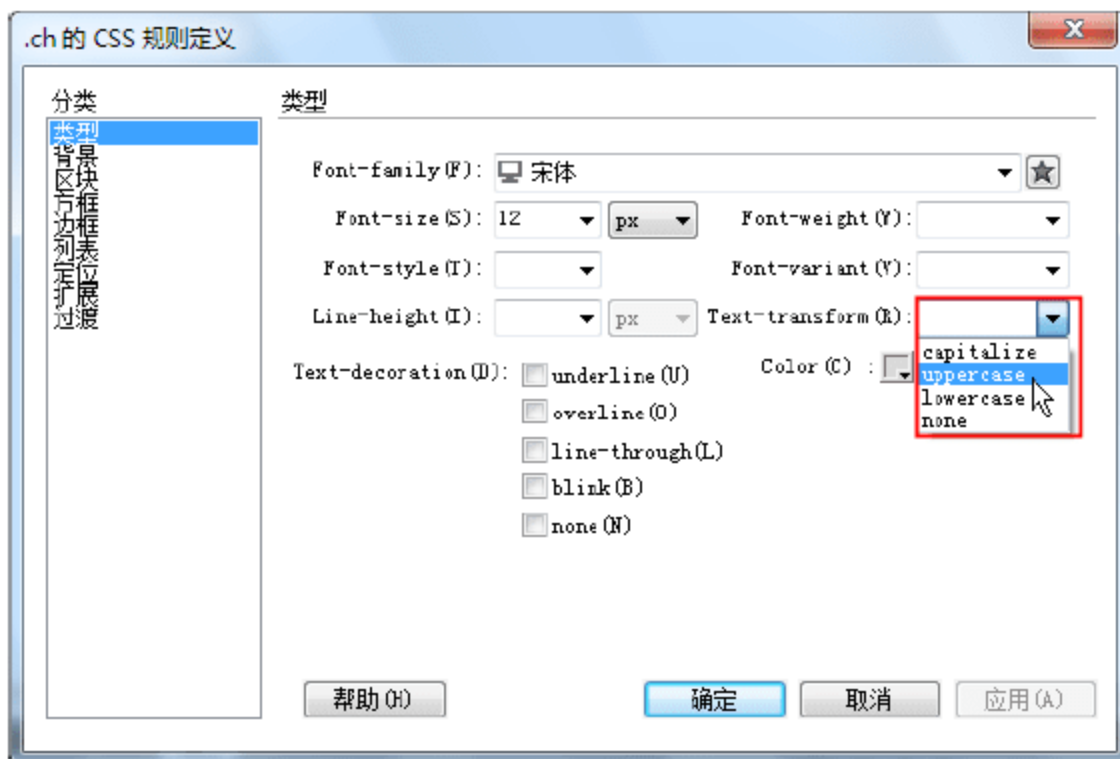 .ch 的 CSS 规则定义
分类
类型
背景
区块
方框
边框
列表
定位
扩展
过渡
类型
Font-family(F): 宋体
Font-size(S): 12 px Font-weight(Y):
Font-style(T): Font-variant(V):
Line-height(I): px Text-transform(R):
capitalize
uppercase
lowercase
none
Text-decoration(D): underline(U) Color(C) :
overline(O)
line-through(L)
blink(B)
none(N)
帮助(H) 确定 取消 应用(A)